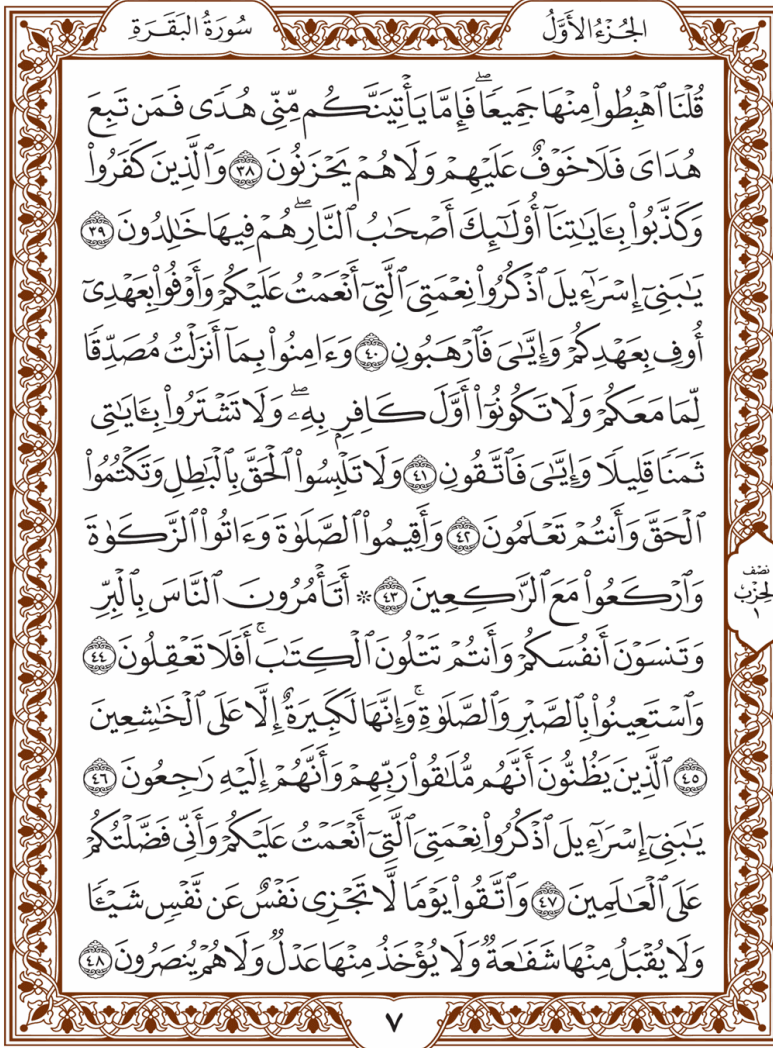 الجُزْءُ الأَوَّلُ
سُورَةُ البَقَرَةِ
قُلْنَا ٱهْبِطُوا۟ مِنْهَا جَمِيعًاۖ فَإِمَّا يَأْتِيَنَّكُم مِّنِّى هُدًى فَمَن تَبِعَ
هُدَاىَ فَلَا خَوْفٌ عَلَيْهِمْ وَلَا هُمْ يَحْزَنُونَ ٣٨ وَٱلَّذِينَ كَفَرُوا۟
وَكَذَّبُوا۟ بِـَٔايَٰتِنَآ أُو۟لَٰٓئِكَ أَصْحَٰبُ ٱلنَّارِۖ هُمْ فِيهَا خَٰلِدُونَ ٣٩
يَٰبَنِىٓ إِسْرَٰٓءِيلَ ٱذْكُرُوا۟ نِعْمَتِىَ ٱلَّتِىٓ أَنْعَمْتُ عَلَيْكُمْ وَأَوْفُوا۟ بِعَهْدِىٓ
أُوفِ بِعَهْدِكُمْ وَإِيَّٰىَ فَٱرْهَبُونِ ٤٠ وَءَامِنُوا۟ بِمَآ أَنزَلْتُ مُصَدِّقًا
لِّمَا مَعَكُمْ وَلَا تَكُونُوٓا۟ أَوَّلَ كَافِرٍۭ بِهِۦۖ وَلَا تَشْتَرُوا۟ بِـَٔايَٰتِى
ثَمَنًا قَلِيلًا وَإِيَّٰىَ فَٱتَّقُونِ ٤١ وَلَا تَلْبِسُوا۟ ٱلْحَقَّ بِٱلْبَٰطِلِ وَتَكْتُمُوا۟
ٱلْحَقَّ وَأَنتُمْ تَعْلَمُونَ ٤٢ وَأَقِيمُوا۟ ٱلصَّلَوٰةَ وَءَاتُوا۟ ٱلزَّكَوٰةَ
وَٱرْكَعُوا۟ مَعَ ٱلرَّٰكِعِينَ ٤٣ ۞ أَتَأْمُرُونَ ٱلنَّاسَ بِٱلْبِرِّ
نصف
الحزب
١
وَتَنسَوْنَ أَنفُسَكُمْ وَأَنتُمْ تَتْلُونَ ٱلْكِتَٰبَۚ أَفَلَا تَعْقِلُونَ ٤٤
وَٱسْتَعِينُوا۟ بِٱلصَّبْرِ وَٱلصَّلَوٰةِۚ وَإِنَّهَا لَكَبِيرَةٌ إِلَّا عَلَى ٱلْخَٰشِعِينَ
٤٥ ٱلَّذِينَ يَظُنُّونَ أَنَّهُم مُّلَٰقُوا۟ رَبِّهِمْ وَأَنَّهُمْ إِلَيْهِ رَٰجِعُونَ ٤٦
يَٰبَنِىٓ إِسْرَٰٓءِيلَ ٱذْكُرُوا۟ نِعْمَتِىَ ٱلَّتِىٓ أَنْعَمْتُ عَلَيْكُمْ وَأَنِّى فَضَّلْتُكُمْ
عَلَى ٱلْعَٰلَمِينَ ٤٧ وَٱتَّقُوا۟ يَوْمًا لَّا تَجْزِى نَفْسٌ عَن نَّفْسٍ شَيْـًٔا
وَلَا يُقْبَلُ مِنْهَا شَفَٰعَةٌ وَلَا يُؤْخَذُ مِنْهَا عَدْلٌ وَلَا هُمْ يُنصَرُونَ ٤٨
٧